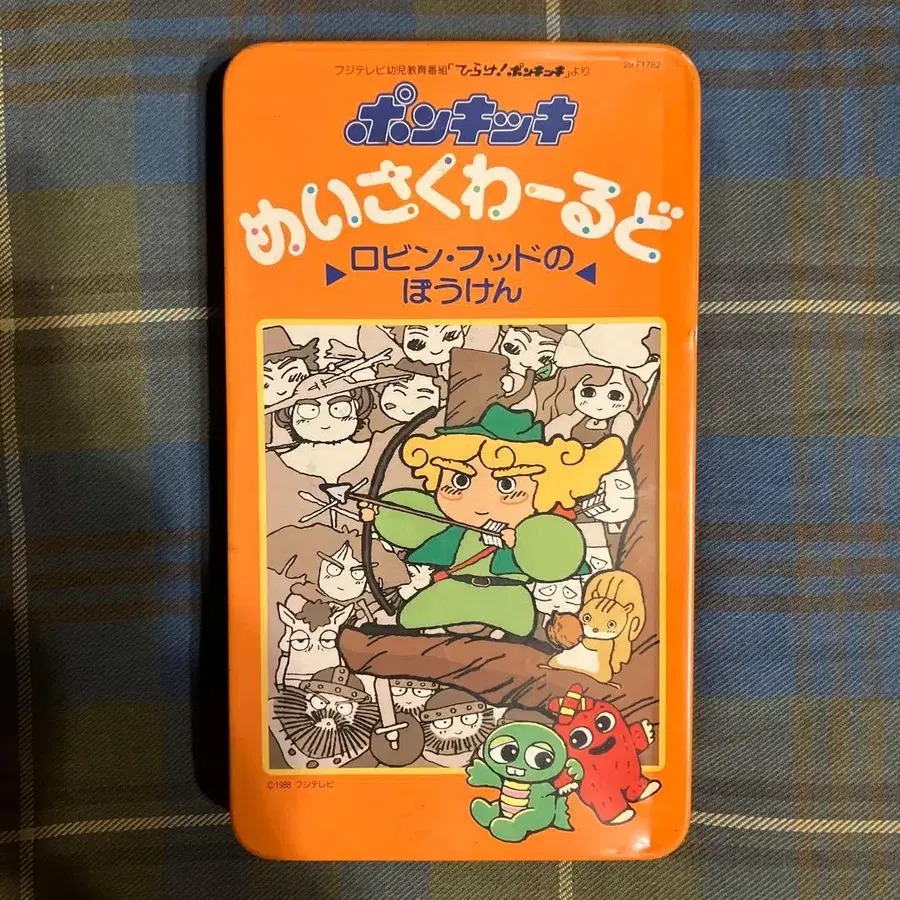 フジテレビ幼児教育番組「ひらけ!ポンキッキ」より
29F1782
ポンキッキ
めいさくわーるど
▶ロビン・フッドの◀
ぼうけん
©1988 フジテレビ